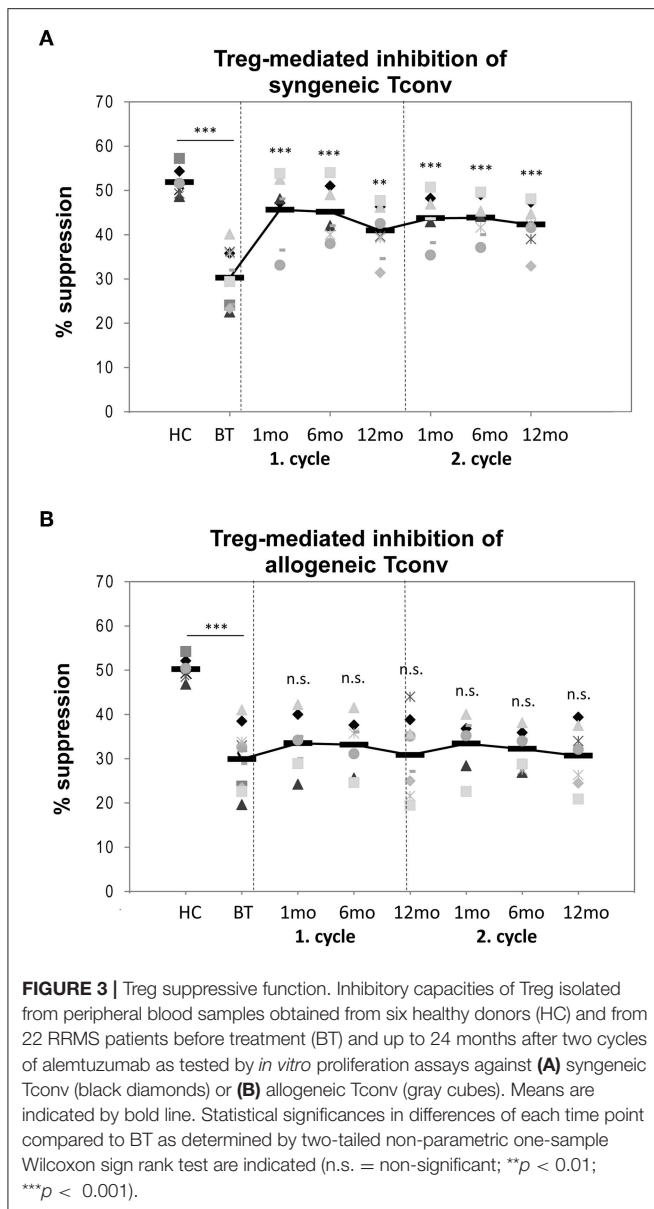 A
Treg-mediated inhibition of
syngeneic Tconv
70
60
50
40
30
20
10
0
% suppression
***
***
***
**
***
***
***
HC BT 1mo 6mo 12mo 1mo 6mo 12mo
1. cycle 2. cycle
B
Treg-mediated inhibition of
allogeneic Tconv
70
60
50
40
30
20
10
0
% suppression
***
n.s.
n.s.
n.s.
n.s.
n.s.
n.s.
HC BT 1mo 6mo 12mo 1mo 6mo 12mo
1. cycle 2. cycle
FIGURE 3 | Treg suppressive function. Inhibitory capacities of Treg isolated
from peripheral blood samples obtained from six healthy donors (HC) and from
22 RRMS patients before treatment (BT) and up to 24 months after two cycles
of alemtuzumab as tested by in vitro proliferation assays against (A) syngeneic
Tconv (black diamonds) or (B) allogeneic Tconv (gray cubes). Means are
indicated by bold line. Statistical significances in differences of each time point
compared to BT as determined by two-tailed non-parametric one-sample
Wilcoxon sign rank test are indicated (n.s. = non-significant; **p < 0.01;
***p < 0.001).